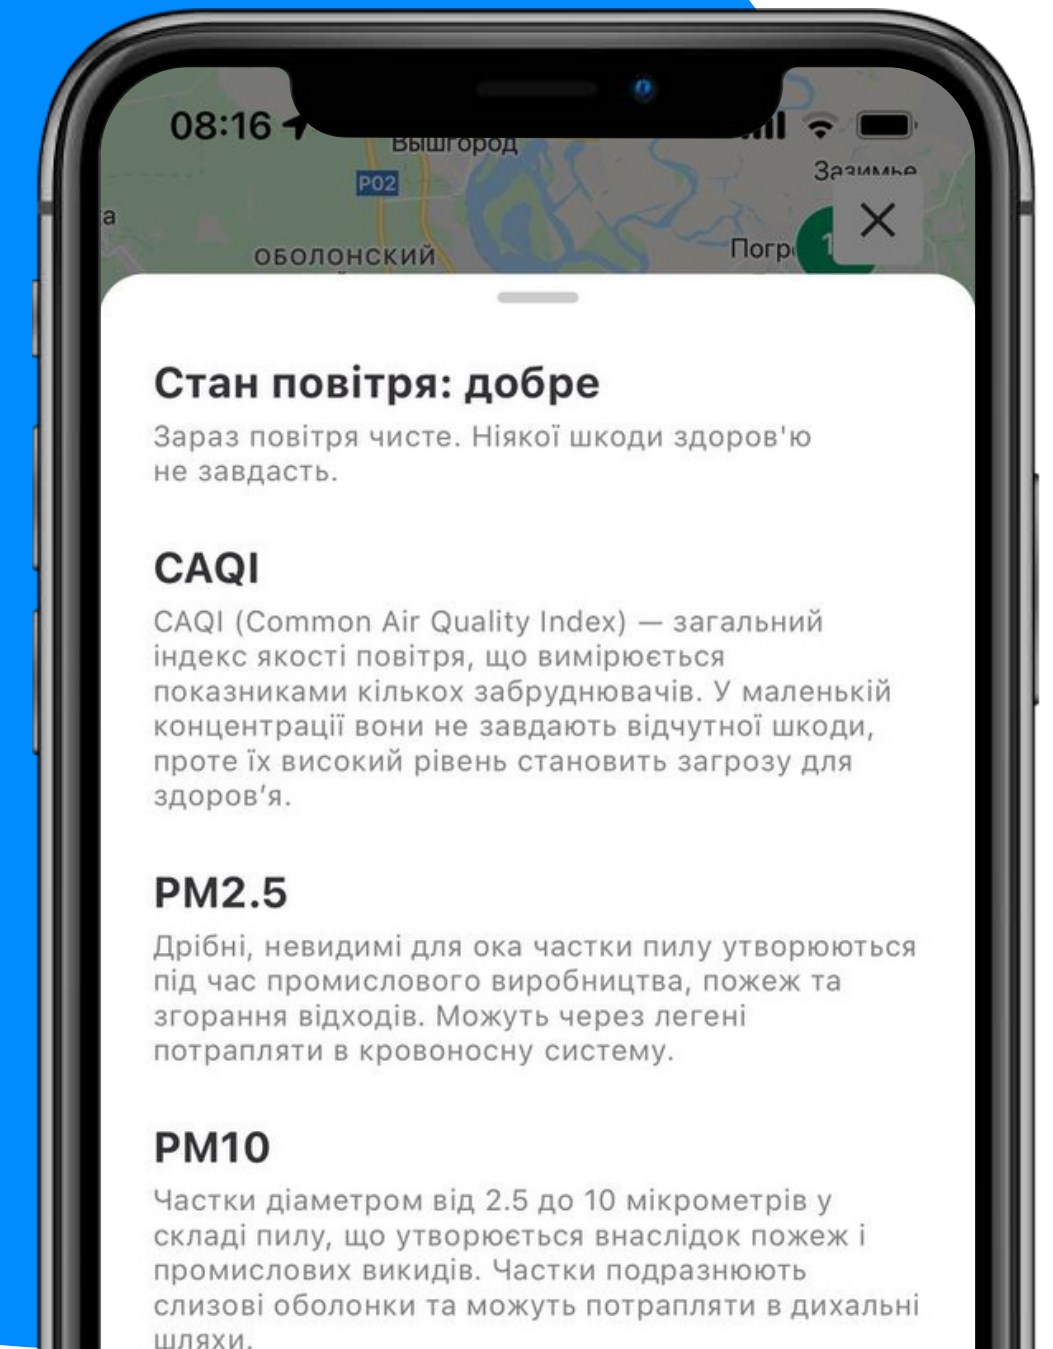 08:16
Вышгород
Зазимье
P02
а
ОБОЛОНСКИЙ
Стан повітря: добре
Зараз повітря чисте. Ніякої шкоди здоров'ю
не завдасть.
CAQI
CAQI (Common Air Quality Index) — загальний
індекс якості повітря, що вимірюється
показниками кількох забруднювачів. У маленькій
концентрації вони не завдають відчутної шкоди,
проте їх високий рівень становить загрозу для
здоров’я.
PM2.5
Дрібні, невидимі для ока частки пилу утворюються
під час промислового виробництва, пожеж та
згорання відходів. Можуть через легені
потрапляти в кровоносну систему.
PM10
Частки діаметром від 2.5 до 10 мікрометрів у
складі пилу, що утворюється внаслідок пожеж і
промислових викидів. Частки подразнюють
слизові оболонки та можуть потрапляти в дихальні
шляхи.